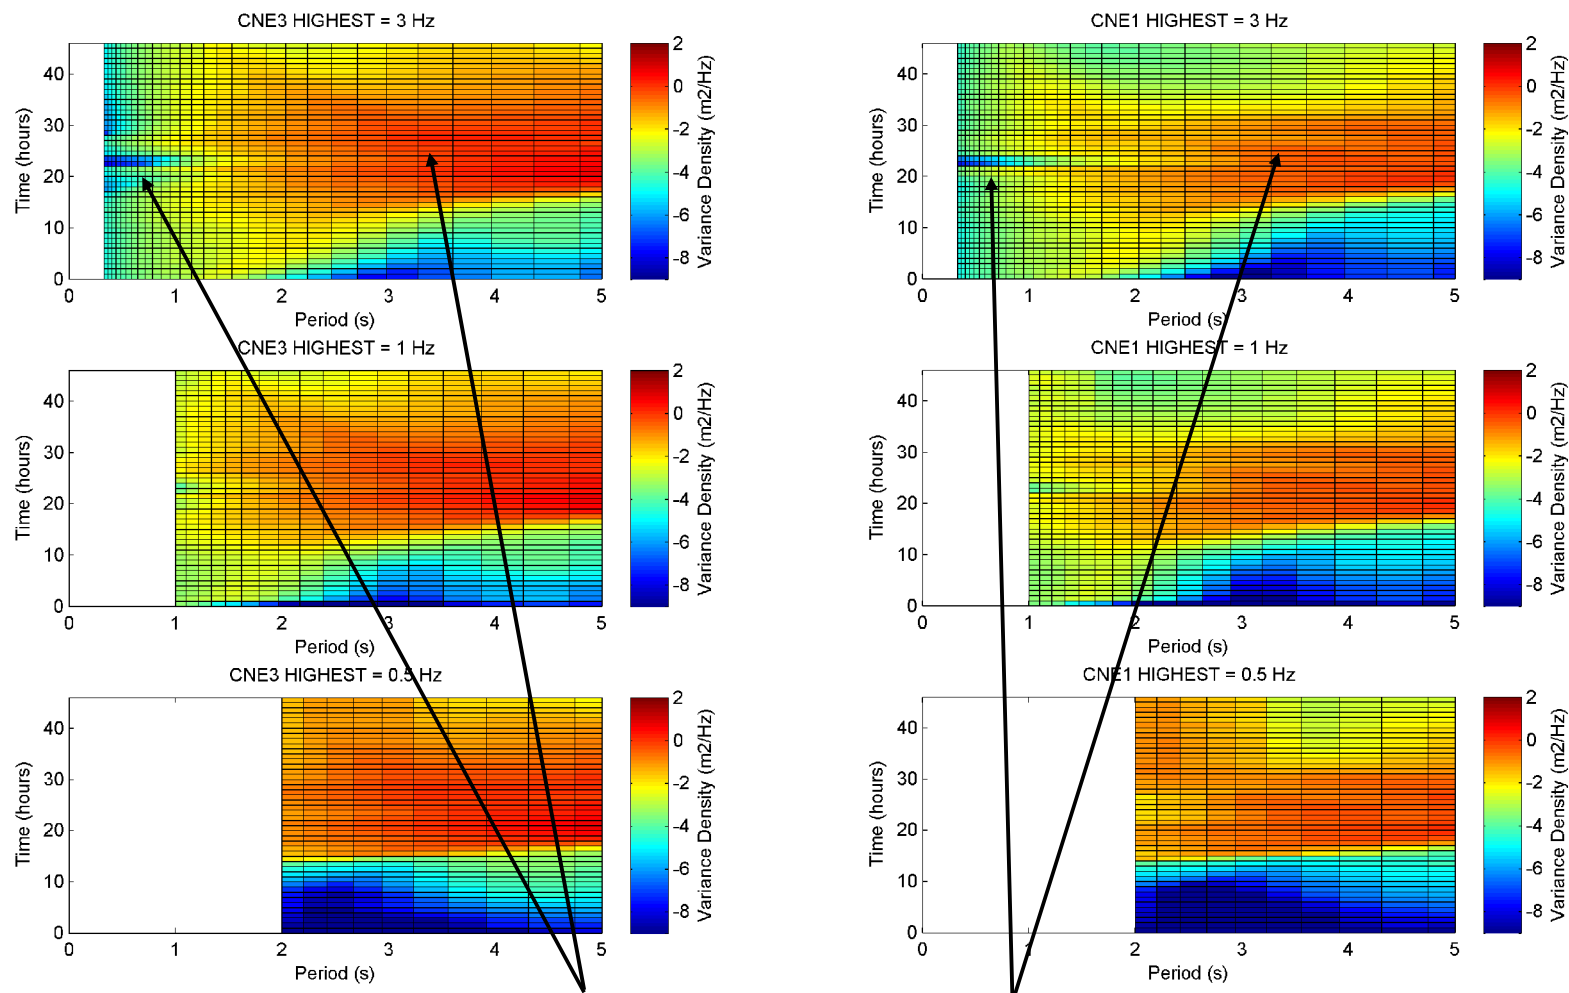 CNE3 HIGHEST = 3 Hz
40
30
20
10
0
Time (hours)
0 1 2 3 4 5
Period (s)
2
0
-2
-4
-6
-8
Variance Density (m2/Hz)
CNE1 HIGHEST = 3 Hz
40
30
20
10
0
Time (hours)
0 1 2 3 4 5
Period (s)
2
0
-2
-4
-6
-8
Variance Density (m2/Hz)
CNE3 HIGHEST = 1 Hz
40
30
20
10
0
Time (hours)
0 1 2 3 4 5
Period (s)
2
0
-2
-4
-6
-8
Variance Density (m2/Hz)
CNE1 HIGHEST = 1 Hz
40
30
20
10
0
Time (hours)
0 1 2 3 4 5
Period (s)
2
0
-2
-4
-6
-8
Variance Density (m2/Hz)
CNE3 HIGHEST = 0.5 Hz
40
30
20
10
0
Time (hours)
0 1 2 3 4 5
Period (s)
2
0
-2
-4
-6
-8
Variance Density (m2/Hz)
CNE1 HIGHEST = 0.5 Hz
40
30
20
10
0
Time (hours)
0 1 2 3 4 5
Period (s)
2
0
-2
-4
-6
-8
Variance Density (m2/Hz)